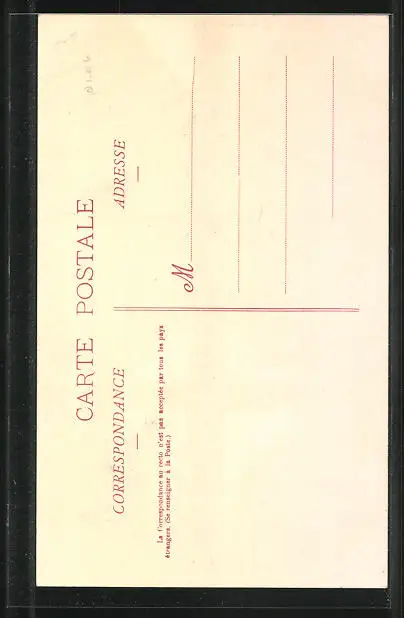 CARTE POSTALE
CORRESPONDANCE
ADRESSE
La Correspondance au recto n'est pas acceptée par tous les pays
étrangers. (Se renseigner à la Poste.)
M